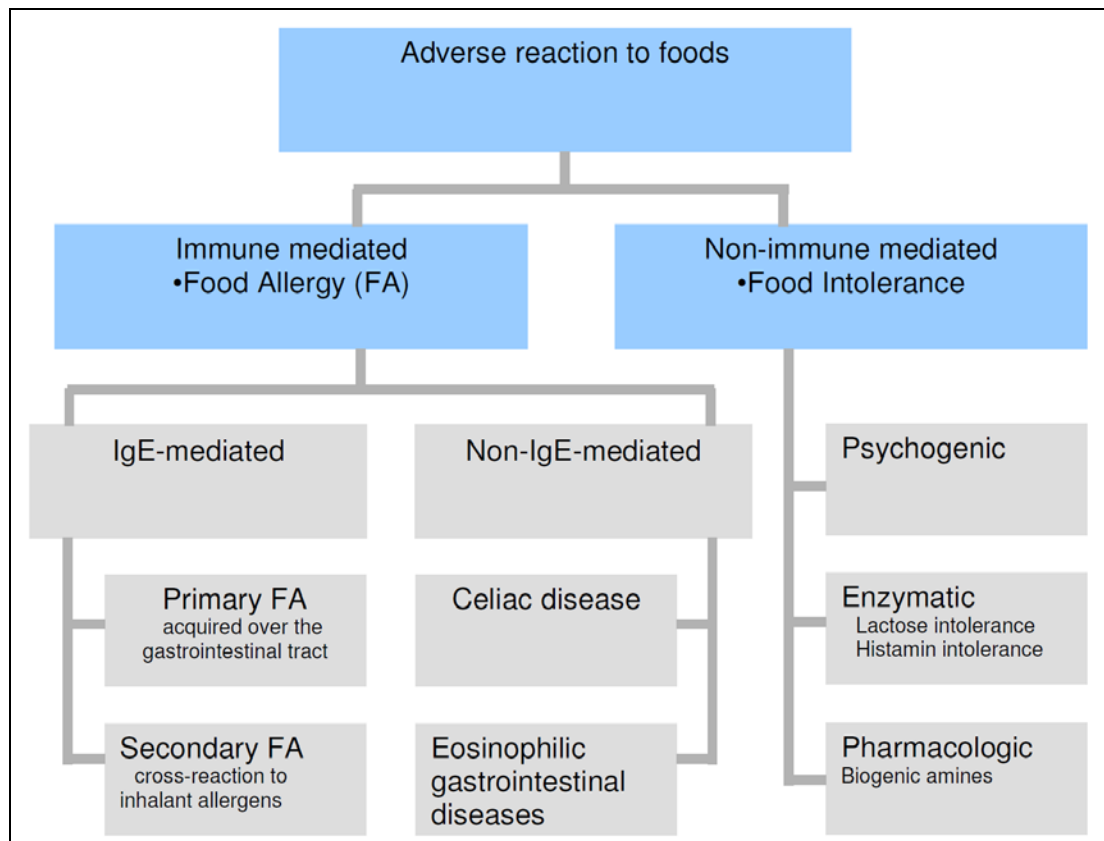 Adverse reaction to foods
Immune mediated
•Food Allergy (FA)
Non-immune mediated
•Food Intolerance
IgE-mediated
Non-IgE-mediated
Psychogenic
Primary FA
acquired over the
gastrointestinal tract
Celiac disease
Enzymatic
Lactose intolerance
Histamin intolerance
Secondary FA
cross-reaction to
inhalant allergens
Eosinophilic
gastrointestinal
diseases
Pharmacologic
Biogenic amines